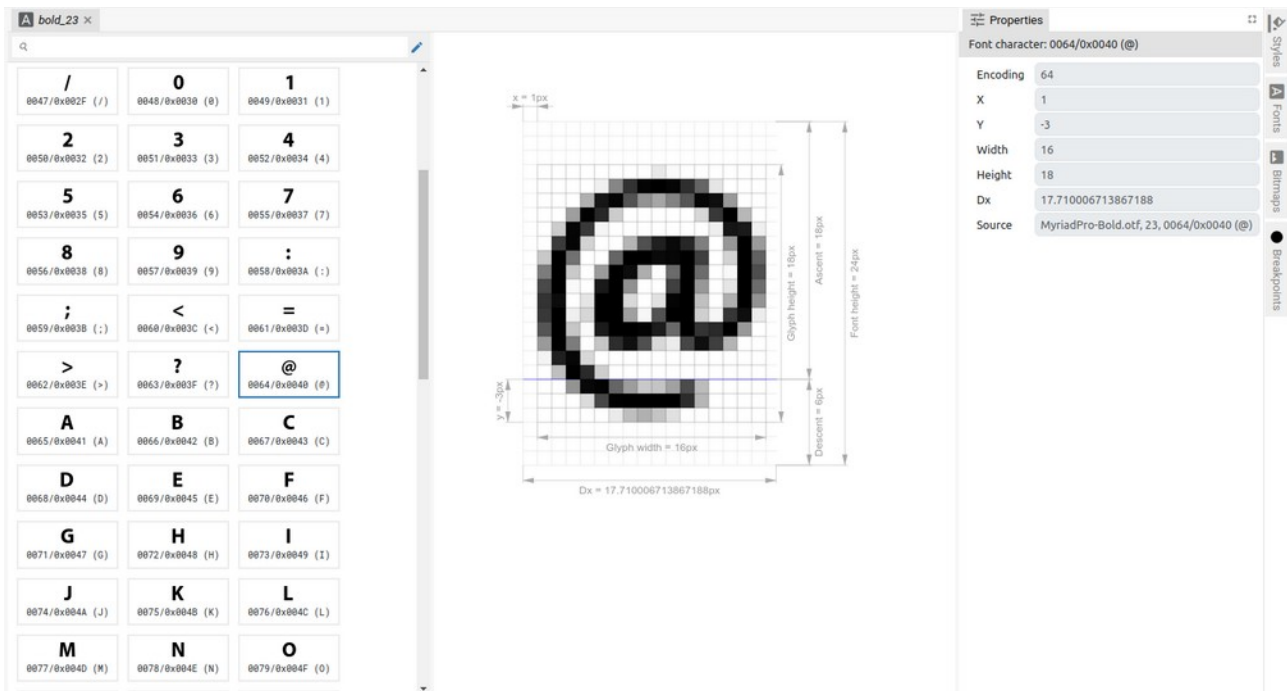 bold_23 ×
/ 0 1
0047/0x002F (/) 0048/0x0030 (0) 0049/0x0031 (1)
2 3 4
0050/0x0032 (2) 0051/0x0033 (3) 0052/0x0034 (4)
5 6 7
0053/0x0035 (5) 0054/0x0036 (6) 0055/0x0037 (7)
8 9 :
0056/0x0038 (8) 0057/0x0039 (9) 0058/0x003A (:)
; < =
0059/0x003B (;) 0060/0x003C (<) 0061/0x003D (=)
> ? @
0062/0x003E (>) 0063/0x003F (?) 0064/0x0040 (@)
A B C
0065/0x0041 (A) 0066/0x0042 (B) 0067/0x0043 (C)
D E F
0068/0x0044 (D) 0069/0x0045 (E) 0070/0x0046 (F)
G H I
0071/0x0047 (G) 0072/0x0048 (H) 0073/0x0049 (I)
J K L
0074/0x004A (J) 0075/0x004B (K) 0076/0x004C (L)
M N O
0077/0x004D (M) 0078/0x004E (N) 0079/0x004F (O)
x = 1px
@
Glyph height = 18px
Ascent = 18px
Font height = 24px
y = -3px
Descent = 6px
Glyph width = 16px
Dx = 17.710006713867188px
Properties
Font character: 0064/0x0040 (@)
Encoding 64
X 1
Y -3
Width 16
Height 18
Dx 17.710006713867188
Source MyriadPro-Bold.otf, 23, 0064/0x0040 (@)
Styles
A Fonts
Bitmaps
Breakpoints